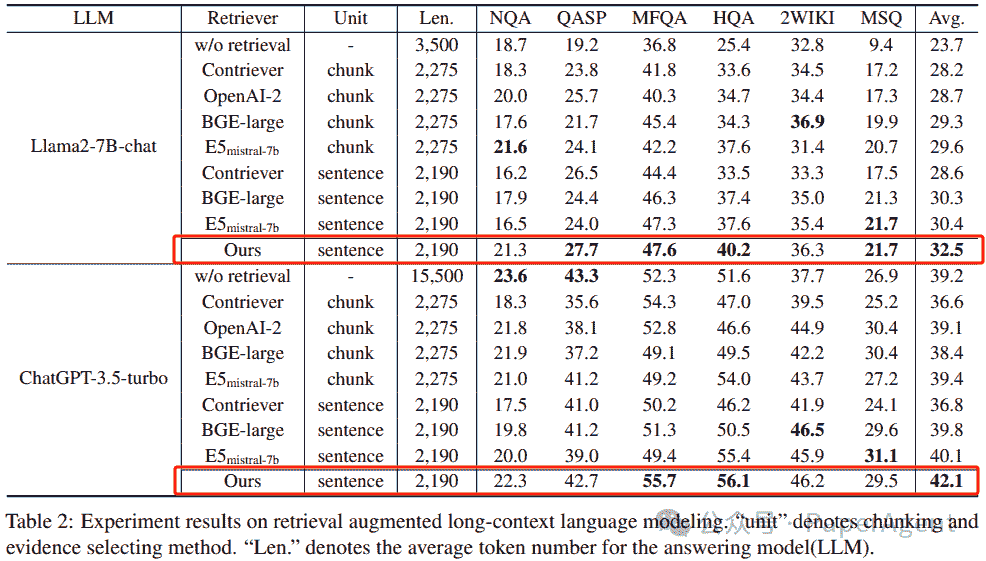 LLM Retriever Unit Len. NQA QASP MFQA HQA 2WIKI MSQ Avg.
w/o retrieval - 3,500 18.7 19.2 36.8 25.4 32.8 9.4 23.7
Contriever chunk 2,275 18.3 23.8 41.8 33.6 34.5 17.2 28.2
OpenAI-2 chunk 2,275 20.0 25.7 40.3 34.7 34.4 17.3 28.7
BGE-large chunk 2,275 17.6 21.7 45.4 34.3 36.9 19.9 29.3
Llama2-7B-chat E5mistral-7b chunk 2,275 21.6 24.1 42.2 37.6 31.4 20.7 29.6
Contriever sentence 2,190 16.2 26.5 44.4 33.5 33.3 17.5 28.6
BGE-large sentence 2,190 17.9 24.4 46.3 37.4 35.0 21.3 30.3
E5mistral-7b sentence 2,190 16.5 24.0 47.3 37.6 35.4 21.7 30.4
Ours sentence 2,190 21.3 27.7 47.6 40.2 36.3 21.7 32.5
w/o retrieval - 15,500 23.6 43.3 52.3 51.6 37.7 26.9 39.2
Contriever chunk 2,275 18.3 35.6 54.3 47.0 39.5 25.2 36.6
OpenAI-2 chunk 2,275 21.8 38.1 52.8 46.6 44.9 30.4 39.1
BGE-large chunk 2,275 21.9 37.2 49.1 49.5 42.2 30.4 38.4
ChatGPT-3.5-turbo E5mistral-7b chunk 2,275 21.0 41.2 49.2 54.0 43.7 27.2 39.4
Contriever sentence 2,190 17.5 41.0 50.2 46.2 41.9 24.1 36.8
BGE-large sentence 2,190 19.8 41.2 51.3 50.5 46.5 29.6 39.8
E5mistral-7b sentence 2,190 20.0 39.0 49.4 55.4 45.9 31.1 40.1
Ours sentence 2,190 22.3 42.7 55.7 56.1 46.2 29.5 42.1
Table 2: Experiment results on retrieval augmented long-context language modeling. “unit” denotes chunking and
evidence selecting method. “Len.” denotes the average token number for the answering model(LLM).
公众号 · PaperAgent